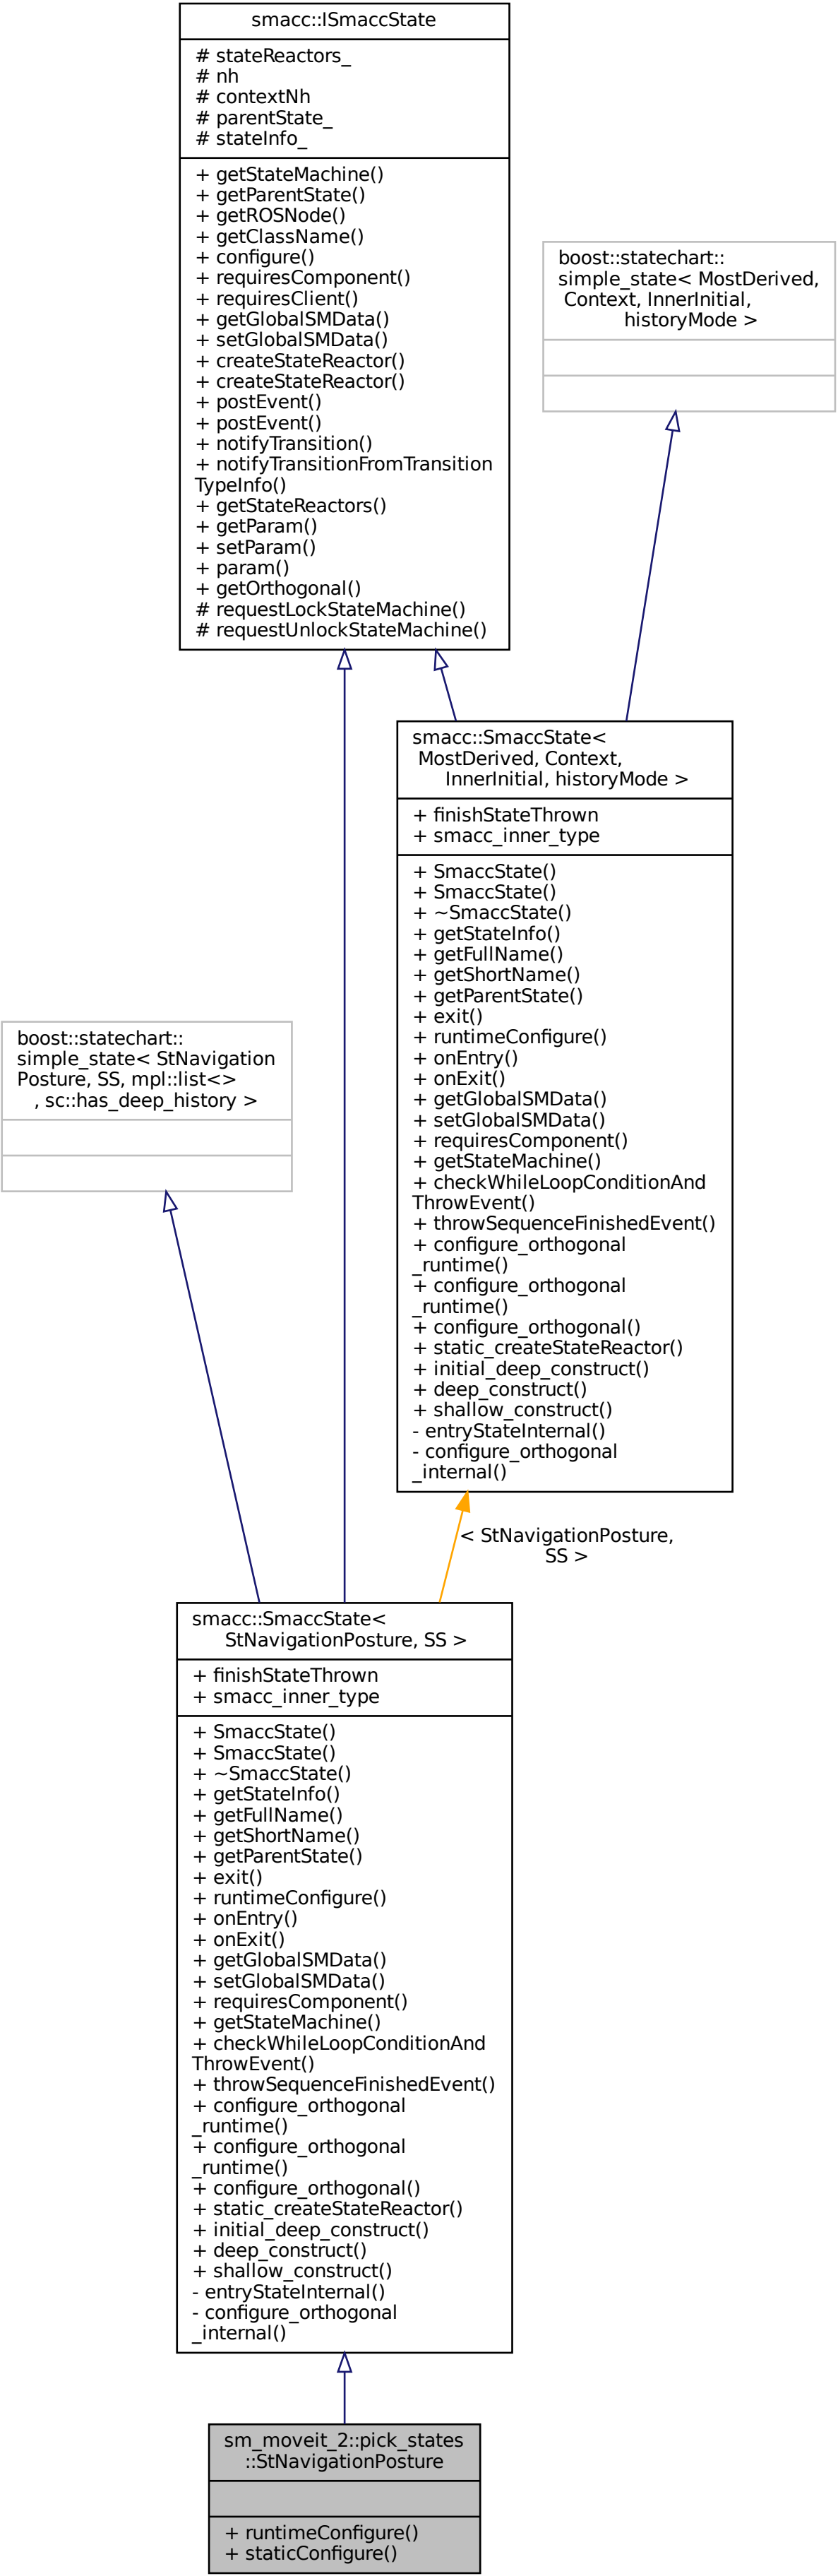 smacc::ISmaccState
# stateReactors_
# nh
# contextNh
# parentState_
# stateInfo_
+ getStateMachine()
+ getParentState()
+ getROSNode()
+ getClassName()
+ configure()
+ requiresComponent()
+ requiresClient()
+ getGlobalSMData()
+ setGlobalSMData()
+ createStateReactor()
+ createStateReactor()
+ postEvent()
+ postEvent()
+ notifyTransition()
+ notifyTransitionFromTransition
TypeInfo()
+ getStateReactors()
+ getParam()
+ setParam()
+ param()
+ getOrthogonal()
# requestLockStateMachine()
# requestUnlockStateMachine()
boost::statechart::
simple_state< MostDerived,
Context, InnerInitial,
historyMode >
smacc::SmaccState<
MostDerived, Context,
InnerInitial, historyMode >
+ finishStateThrown
+ smacc_inner_type
+ SmaccState()
+ SmaccState()
+ ~SmaccState()
+ getStateInfo()
+ getFullName()
+ getShortName()
+ getParentState()
+ exit()
+ runtimeConfigure()
+ onEntry()
+ onExit()
+ getGlobalSMData()
+ setGlobalSMData()
+ requiresComponent()
+ getStateMachine()
+ checkWhileLoopConditionAnd
ThrowEvent()
+ throwSequenceFinishedEvent()
+ configure_orthogonal
_runtime()
+ configure_orthogonal
_runtime()
+ configure_orthogonal()
+ static_createStateReactor()
+ initial_deep_construct()
+ deep_construct()
+ shallow_construct()
- entryStateInternal()
- configure_orthogonal
_internal()
boost::statechart::
simple_state< StNavigation
Posture, SS, mpl::list<>
, sc::has_deep_history >
< StNavigationPosture,
SS >
smacc::SmaccState<
StNavigationPosture, SS >
+ finishStateThrown
+ smacc_inner_type
+ SmaccState()
+ SmaccState()
+ ~SmaccState()
+ getStateInfo()
+ getFullName()
+ getShortName()
+ getParentState()
+ exit()
+ runtimeConfigure()
+ onEntry()
+ onExit()
+ getGlobalSMData()
+ setGlobalSMData()
+ requiresComponent()
+ getStateMachine()
+ checkWhileLoopConditionAnd
ThrowEvent()
+ throwSequenceFinishedEvent()
+ configure_orthogonal
_runtime()
+ configure_orthogonal
_runtime()
+ configure_orthogonal()
+ static_createStateReactor()
+ initial_deep_construct()
+ deep_construct()
+ shallow_construct()
- entryStateInternal()
- configure_orthogonal
_internal()
sm_moveit_2::pick_states
::StNavigationPosture
+ runtimeConfigure()
+ staticConfigure()